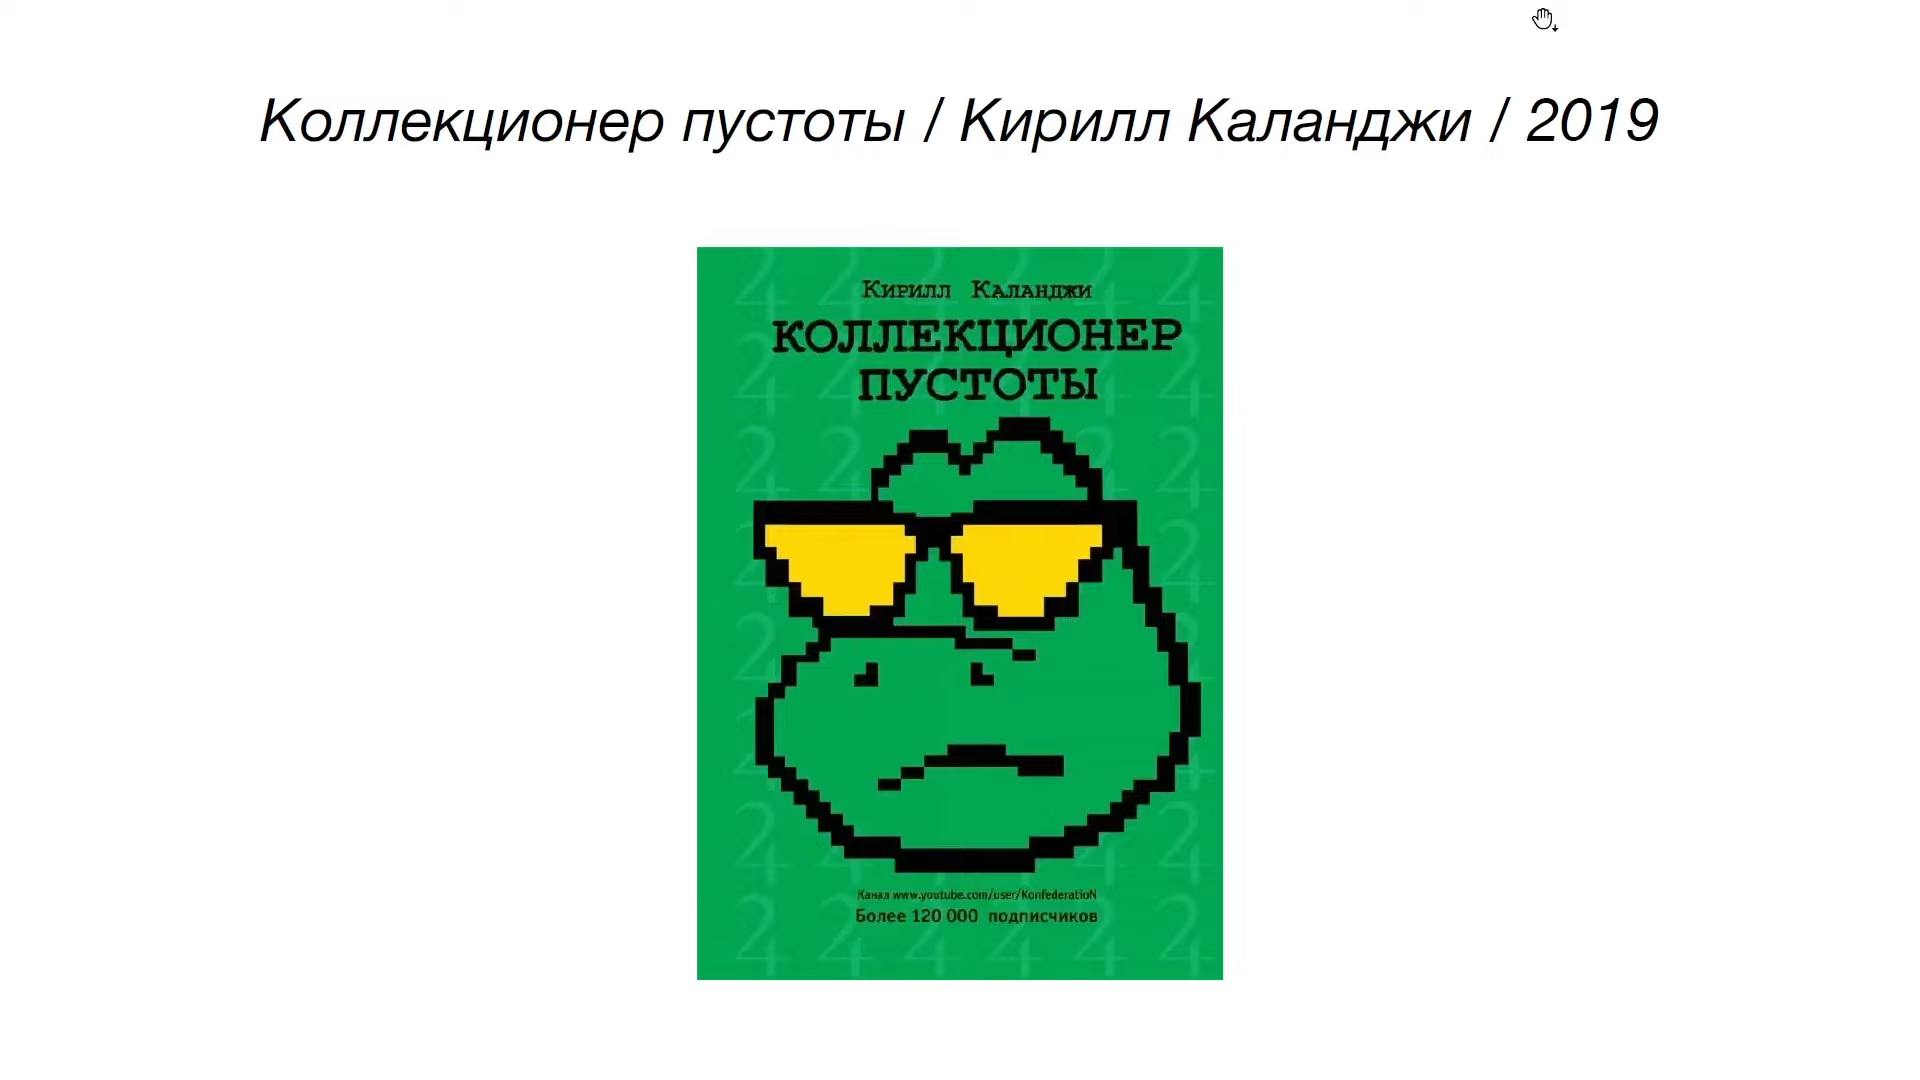 Коллекционер пустоты / Кирилл Каланджи / 2019
Кирилл Каланджи
КОЛЛЕКЦИОНЕР
ПУСТОТЫ
Канал www.youtube.com/user/KonfederatioN
Более 120 000 подписчиков